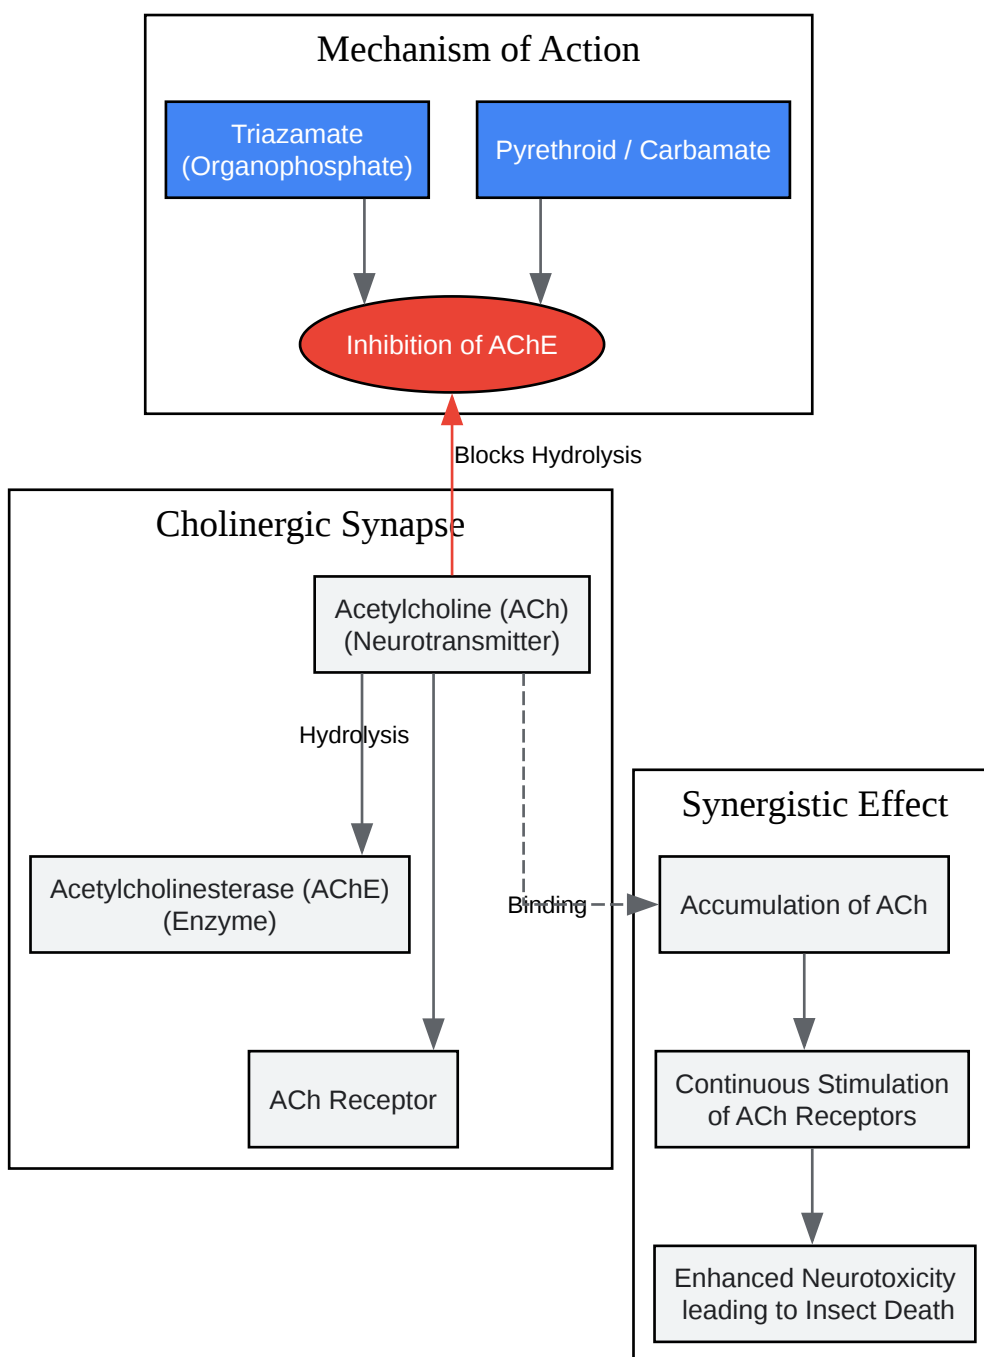 Mechanism of Action
Triazamate
(Organophosphate)
Pyrethroid / Carbamate
Inhibition of AChE
Blocks Hydrolysis
Cholinergic Synapse
Acetylcholine (ACh)
(Neurotransmitter)
Hydrolysis
Synergistic Effect
Acetylcholinesterase (AChE)
(Enzyme)
Binding
Accumulation of ACh
ACh Receptor
Continuous Stimulation
of ACh Receptors
Enhanced Neurotoxicity
leading to Insect Death